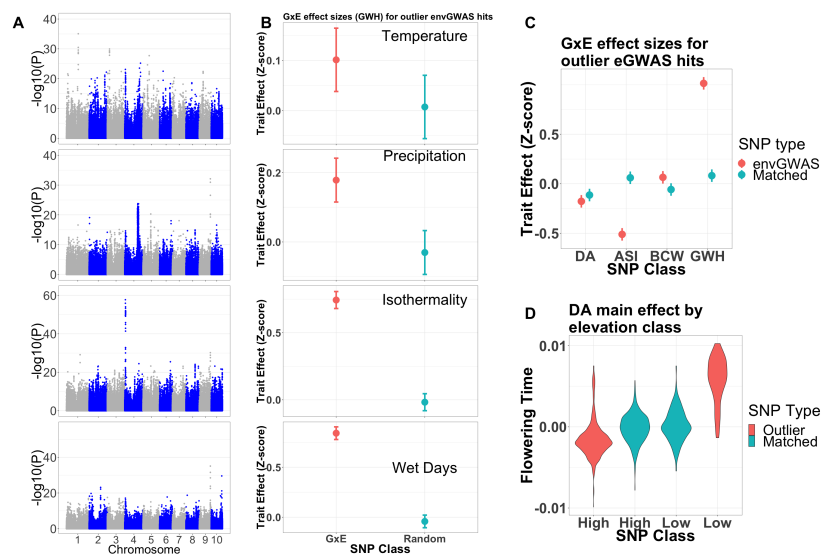 A
-log10(P)
40
30
20
10
0
-log10(P)
40
30
20
10
0
-log10(P)
60
40
20
0
-log10(P)
40
20
0
1 2 3 4 5 6 7 8 9 10
Chromosome
B
GxE effect sizes (GWH) for outlier envGWAS hits
Temperature
Trait Effect (Z-score)
0.1
0.0
Precipitation
Trait Effect (Z-score)
0.2
0.0
Isothermality
Trait Effect (Z-score)
0.5
0.0
Wet Days
Trait Effect (Z-score)
0.5
0.0
GxE Random
SNP Class
C
GxE effect sizes for
outlier eGWAS hits
Trait Effect (Z-score)
0.5
0.0
-0.5
DA ASI BCW GWH
SNP Class
SNP type
envGWAS
Matched
D
DA main effect by
elevation class
Flowering Time
0.01
0.00
-0.01
High High Low Low
SNP Class
SNP Type
Outlier
Matched